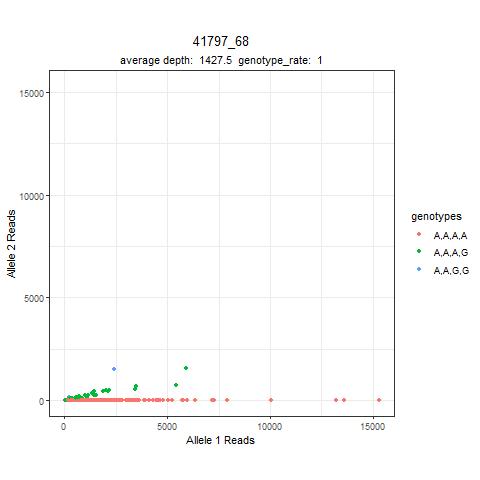 41797_68
average depth:  1427.5  genotype_rate:  1
15000
10000
5000
0
Allele 2 Reads
0
5000
10000
15000
Allele 1 Reads
genotypes
A,A,A,A
A,A,A,G
A,A,G,G